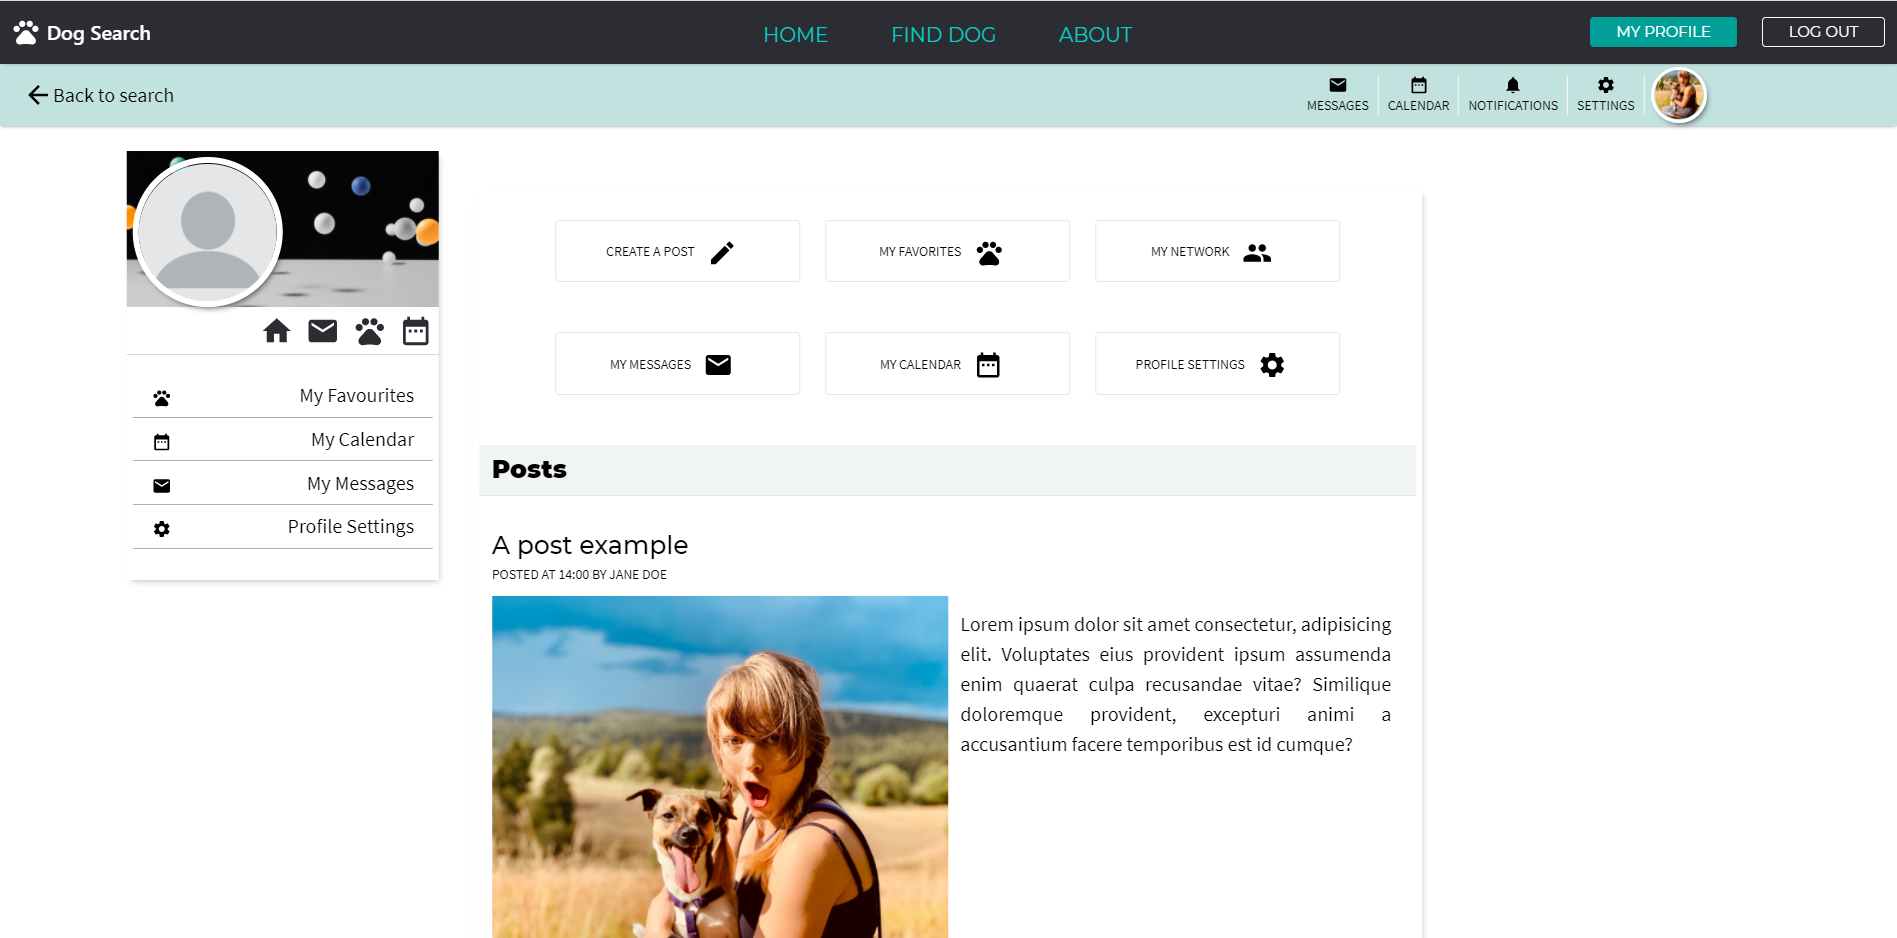 Dog Search
HOME
FIND DOG
ABOUT
MY PROFILE
LOG OUT
Back to search
MESSAGES
CALENDAR
NOTIFICATIONS
SETTINGS
My Favourites
My Calendar
My Messages
Profile Settings
CREATE A POST
MY FAVORITES
MY NETWORK
MY MESSAGES
MY CALENDAR
PROFILE SETTINGS
Posts
A post example
POSTED AT 14:00 BY JANE DOE
Lorem ipsum dolor sit amet consectetur, adipisicing
elit. Voluptates eius provident ipsum assumenda
enim quaerat culpa recusandae vitae? Similique
doloremque provident, excepturi animi a
accusantium facere temporibus est id cumque?